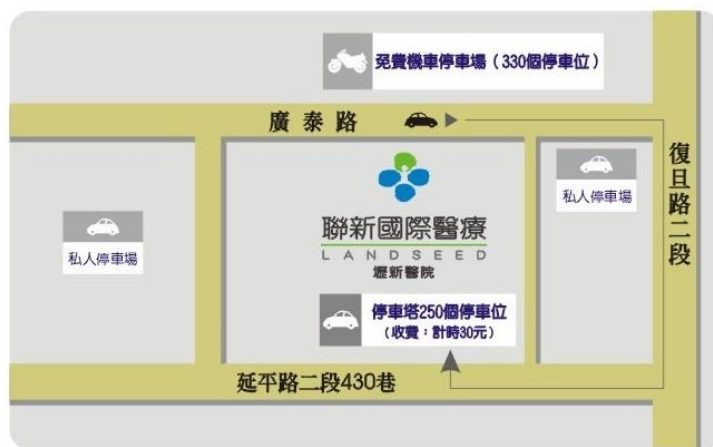 免費機車停車場（330個停車位）
廣泰路
復旦路二段
私人停車場
聯新國際醫療
LANDSEED
壢新醫院
私人停車場
停車塔250個停車位
（收費：計時30元）
延平路二段430巷